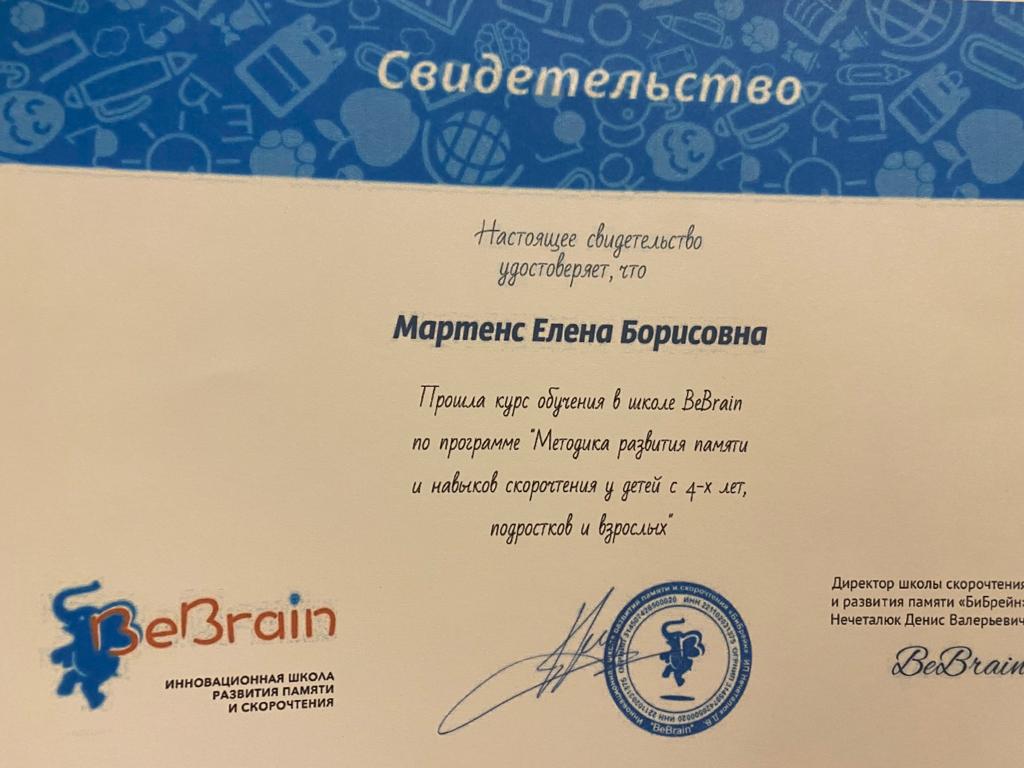 Свидетельство
Настоящее свидетельство
удостоверяет, что
Мартенс Елена Борисовна
Прошла курс обучения в школе BeBrain
по программе "Методика развития памяти
и навыков скорочтения у детей с 4-х лет,
подростков и взрослых"
BeBrain
ИННОВАЦИОННАЯ ШКОЛА
РАЗВИТИЯ ПАМЯТИ
И СКОРОЧТЕНИЯ
"BeBrain"
Директор школы скорочтения
и развития памяти «БиБрейн»
Нечеталюк Денис Валерьевич
BeBrain